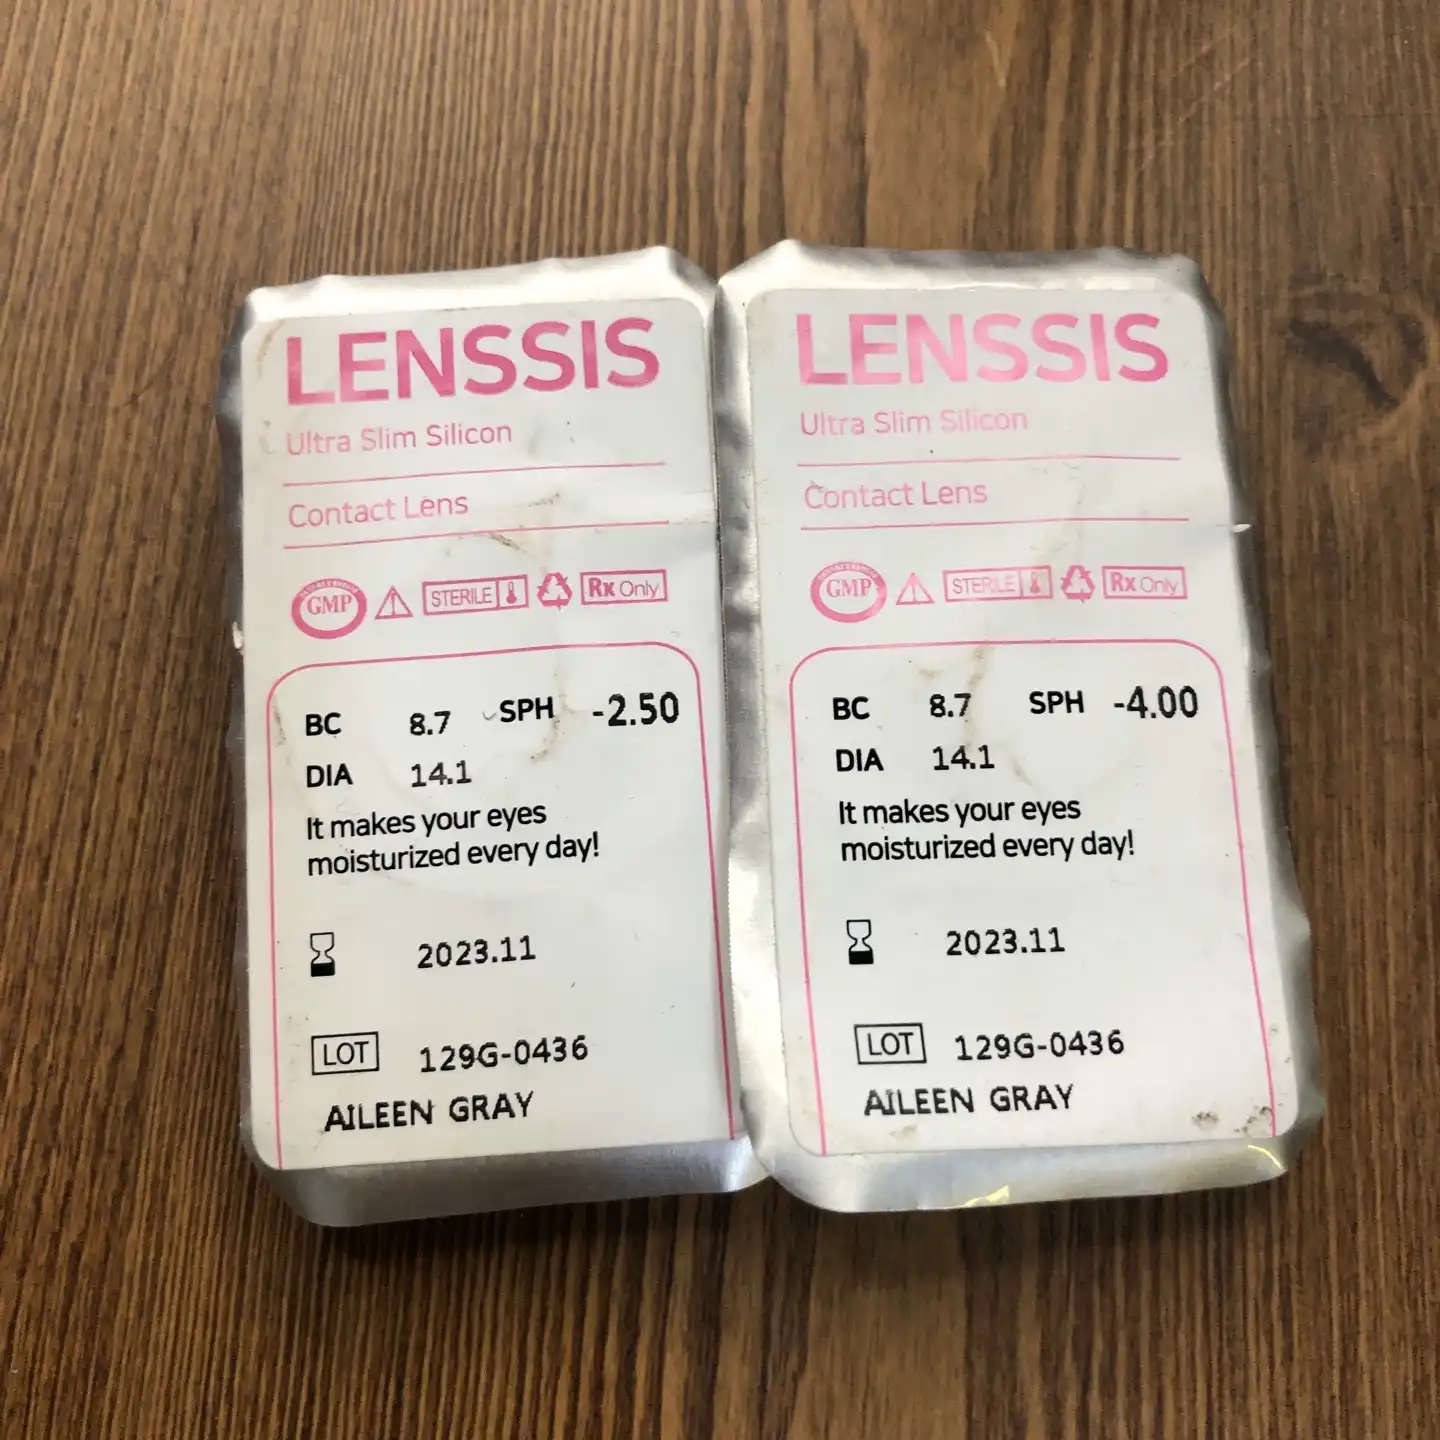 LENSSIS
Ultra Slim Silicon
Contact Lens
GMP STERILE Rx Only
BC 8.7 SPH -2.50
DIA 14.1
It makes your eyes
moisturized every day!
2023.11
LOT 129G-0436
AILEEN GRAY
LENSSIS
Ultra Slim Silicon
Contact Lens
GMP STERILE Rx Only
BC 8.7 SPH -4.00
DIA 14.1
It makes your eyes
moisturized every day!
2023.11
LOT 129G-0436
AILEEN GRAY